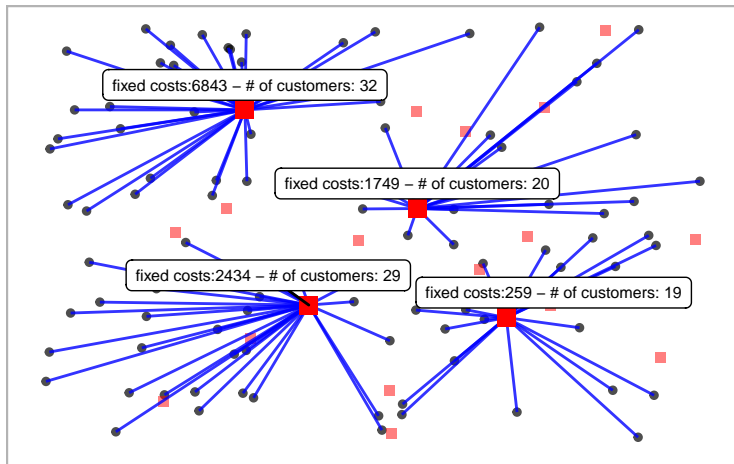 fixed costs:6843 – # of customers: 32
fixed costs:1749 – # of customers: 20
fixed costs:2434 – # of customers: 29
fixed costs:259 – # of customers: 19